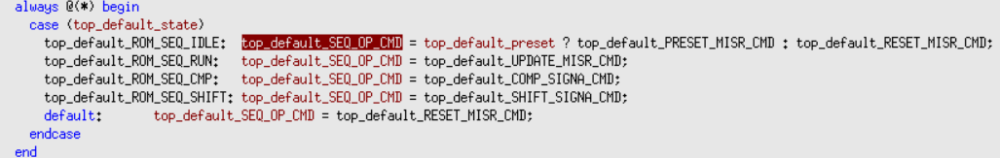 always @(*) begin
case (top_default_state)
top_default_ROM_SEQ_IDLE: top_default_SEQ_OP_CMD = top_default_preset ? top_default_PRESET_MISR_CMD : top_default_RESET_MISR_CMD;
top_default_ROM_SEQ_RUN: top_default_SEQ_OP_CMD = top_default_UPDATE_MISR_CMD;
top_default_ROM_SEQ_CMP: top_default_SEQ_OP_CMD = top_default_COMP_SIGNA_CMD;
top_default_ROM_SEQ_SHIFT: top_default_SEQ_OP_CMD = top_default_SHIFT_SIGNA_CMD;
default: top_default_SEQ_OP_CMD = top_default_RESET_MISR_CMD;
endcase
end